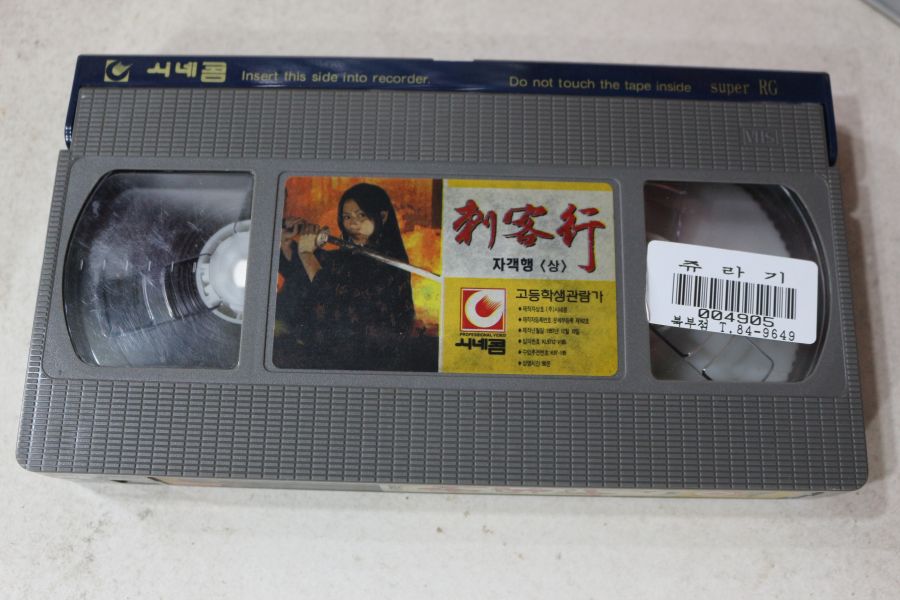 시네콤 Insert this side into recorder. Do not touch the tape inside super RG
VHS
刺客行
자객행 〈상〉
고등학생관람가
PROFESSIONAL VIDEO
시네콤
쥬라기
004905
북부점 T.84-9649